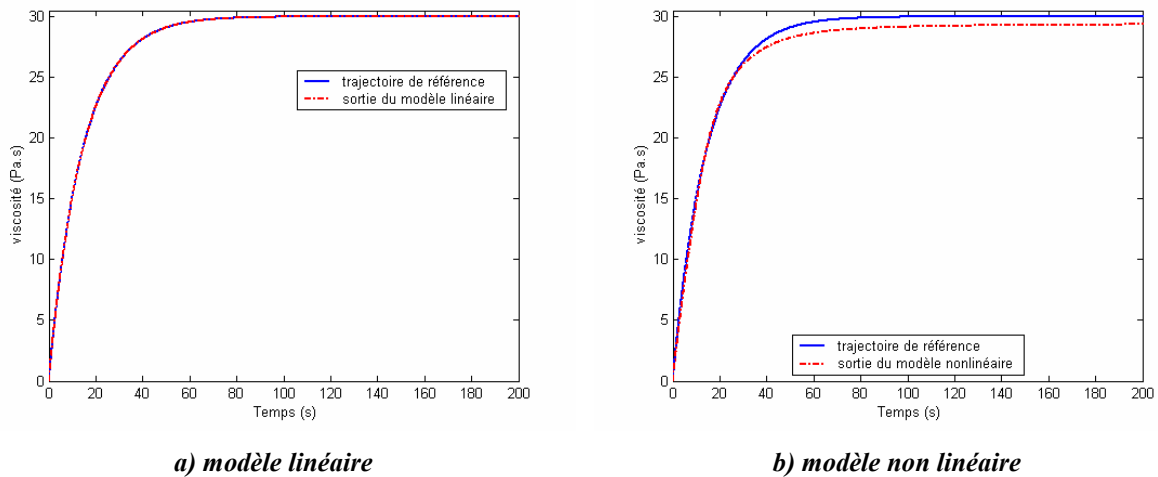 30
25
20
15
10
5
0
viscosité (Pa.s)
trajectoire de référence
sortie du modèle linéaire
0 20 40 60 80 100 120 140 160 180 200
Temps (s)
a) modèle linéaire
30
25
20
15
10
5
0
viscosité (Pa.s)
trajectoire de référence
sortie du modèle nonlinéaire
0 20 40 60 80 100 120 140 160 180 200
Temps (s)
b) modèle non linéaire